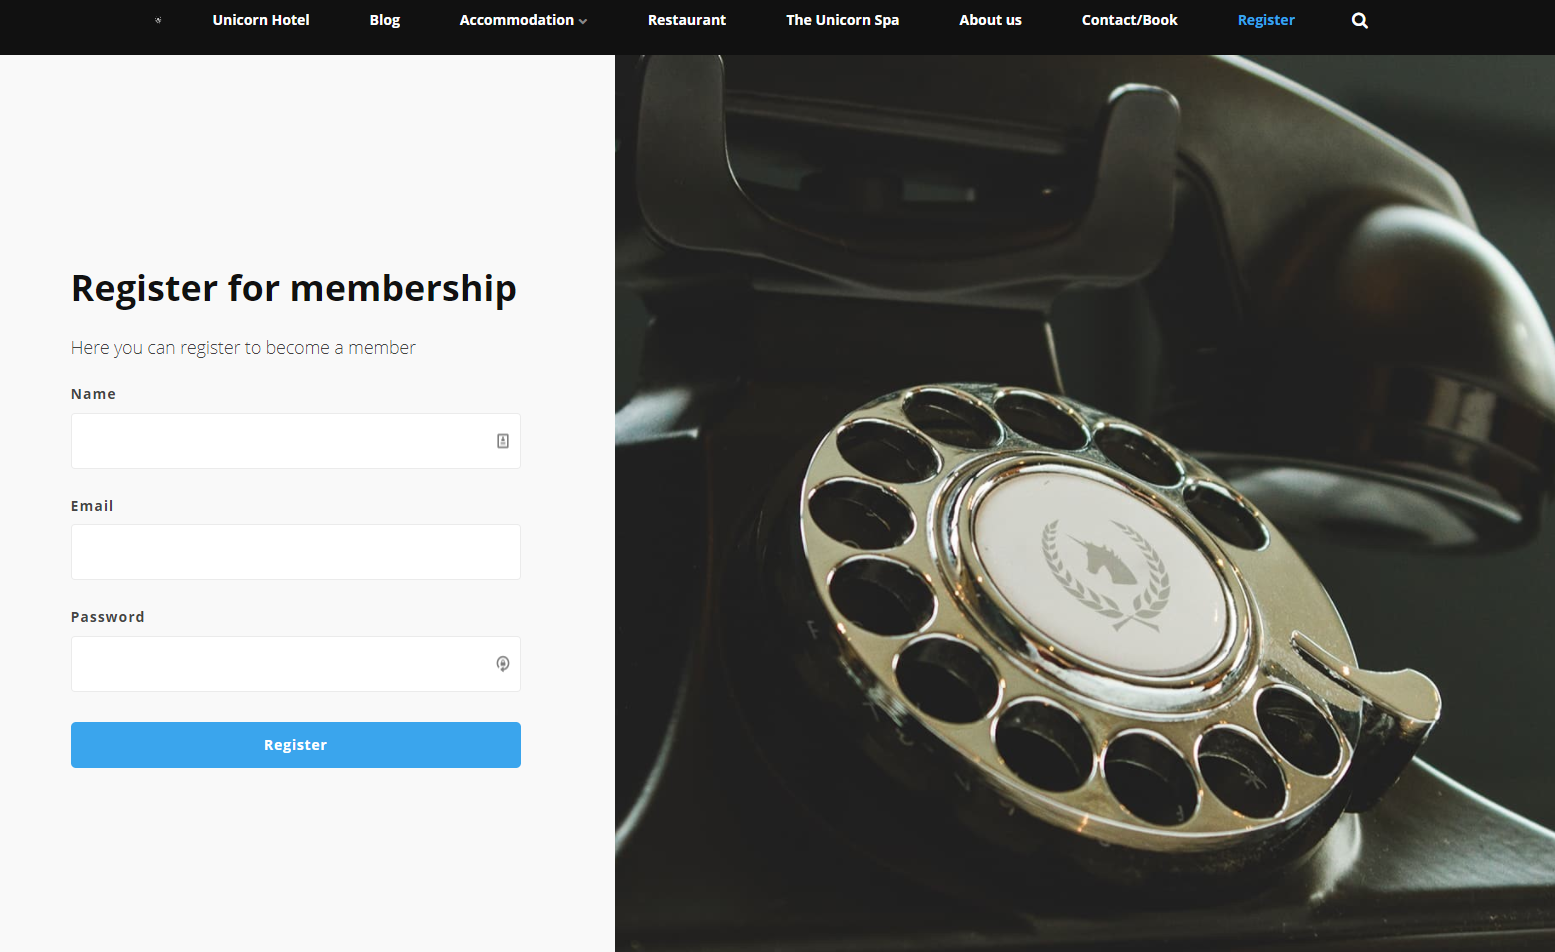 Unicorn Hotel Blog Accommodation Restaurant The Unicorn Spa About us Contact/Book Register
Register for membership
Here you can register to become a member
Name
Email
Password
Register